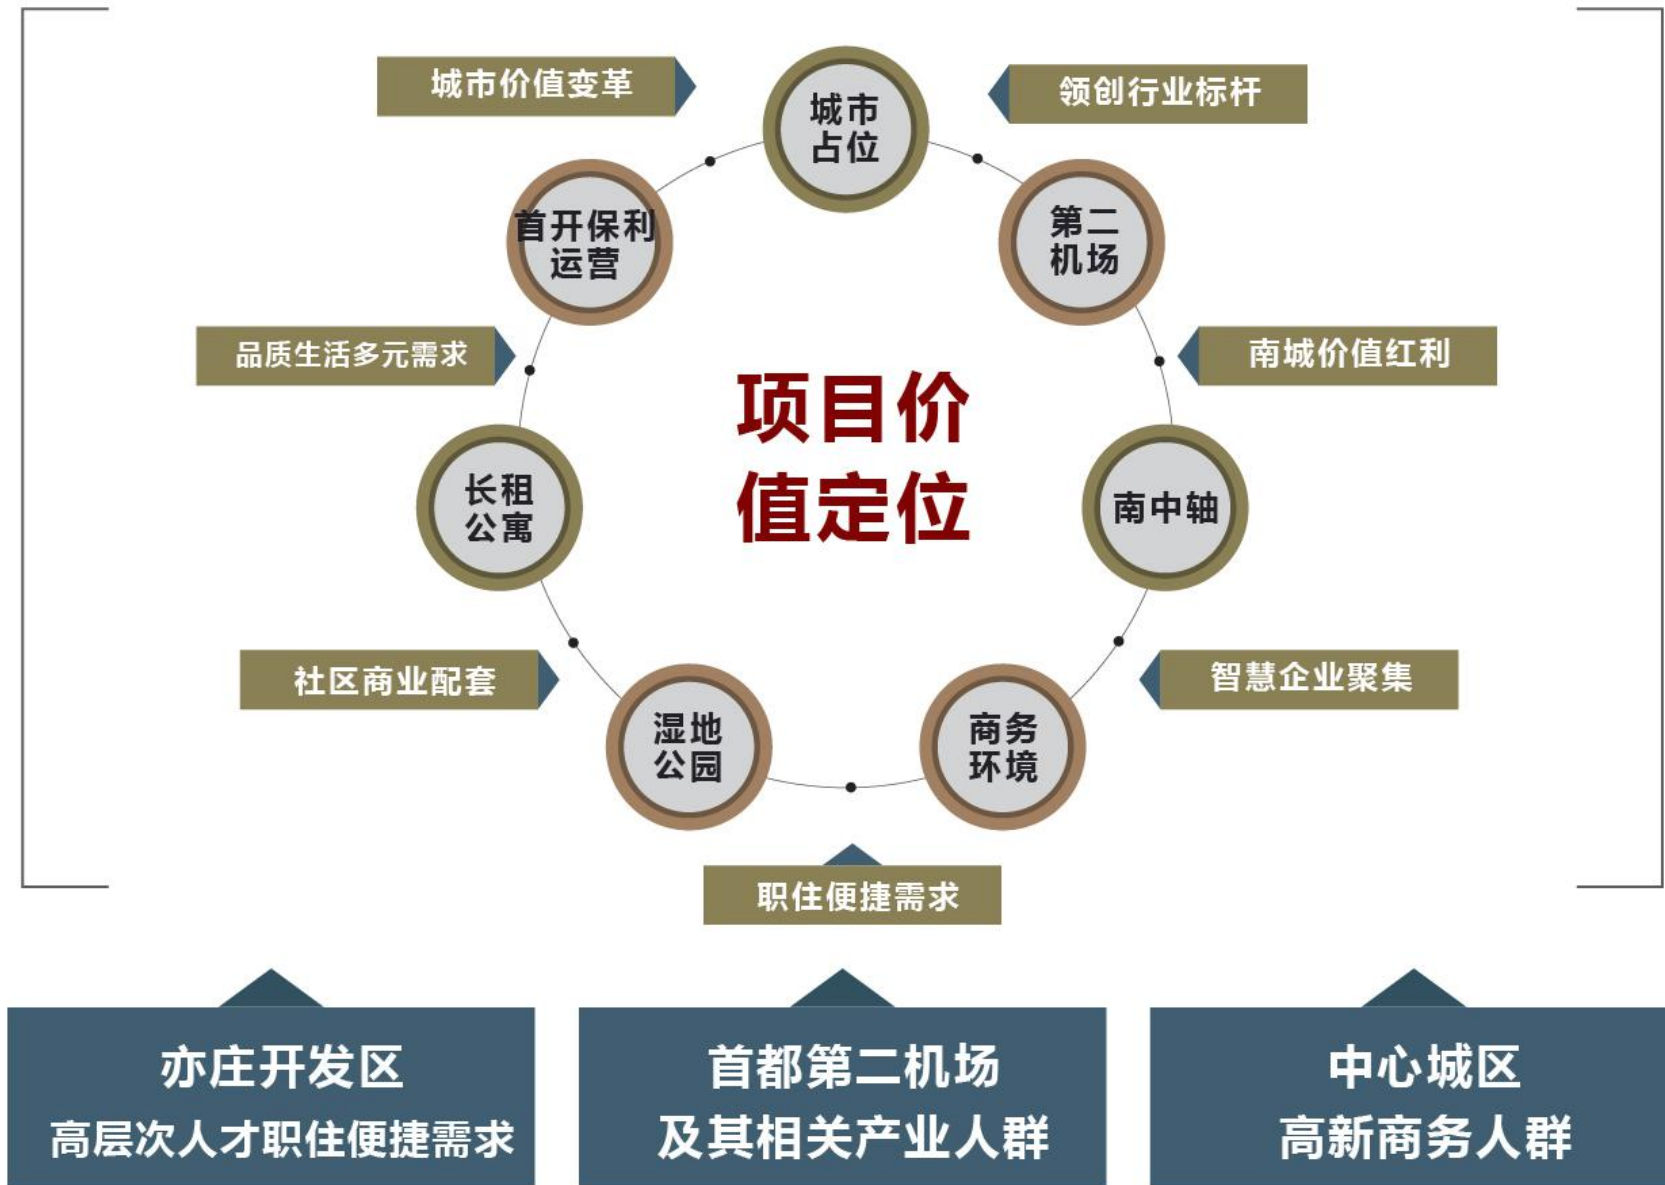 城市价值变革
城市
占位
领创行业标杆
首开保利
运营
第二
机场
品质生活多元需求
南城价值红利
项目价
值定位
长租
公寓
南中轴
社区商业配套
智慧企业聚集
湿地
公园
商务
环境
职住便捷需求
亦庄开发区
高层次人才职住便捷需求
首都第二机场
及其相关产业人群
中心城区
高新商务人群